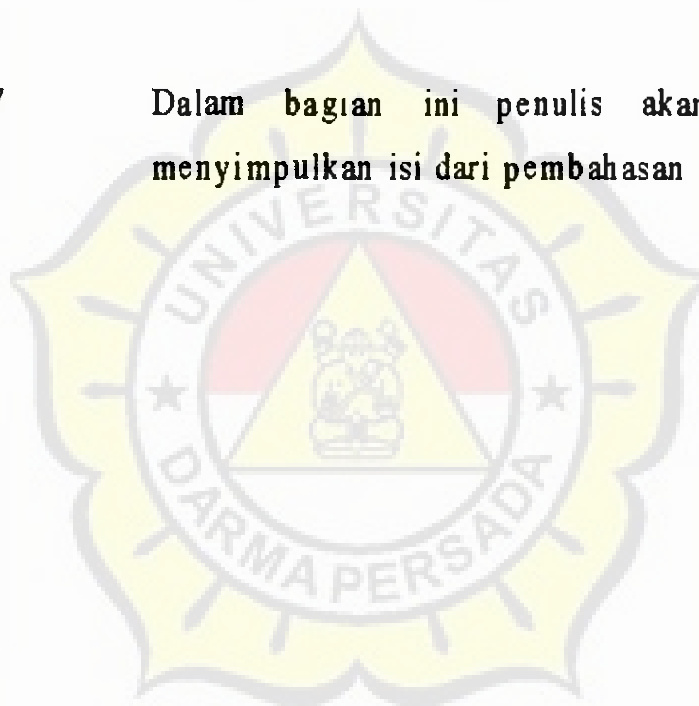 Dalam bagian ini penulis akan
menyimpulkan isi dari pembahasan
UNIVERSITAS
DARMA PERSADA